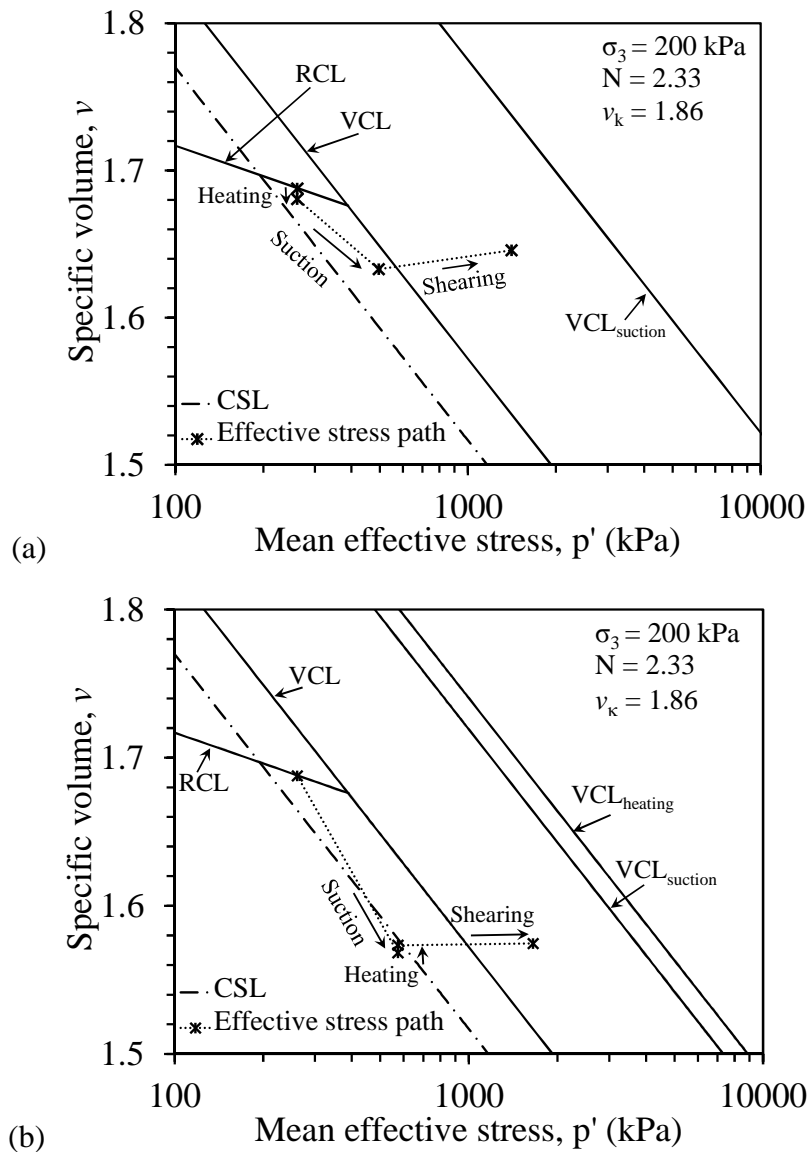 1.8
σ3 = 200 kPa
N = 2.33
vk = 1.86
RCL
VCL
1.7
Heating
Suction
Shearing
VCLsuction
1.6
CSL
Effective stress path
1.5
100
1000
10000
Specific volume, v
Mean effective stress, p' (kPa)
(a)
1.8
σ3 = 200 kPa
N = 2.33
vκ = 1.86
VCL
1.7
RCL
VCLheating
VCLsuction
1.6
Suction
Shearing
Heating
CSL
Effective stress path
1.5
100
1000
10000
Specific volume, v
Mean effective stress, p' (kPa)
(b)